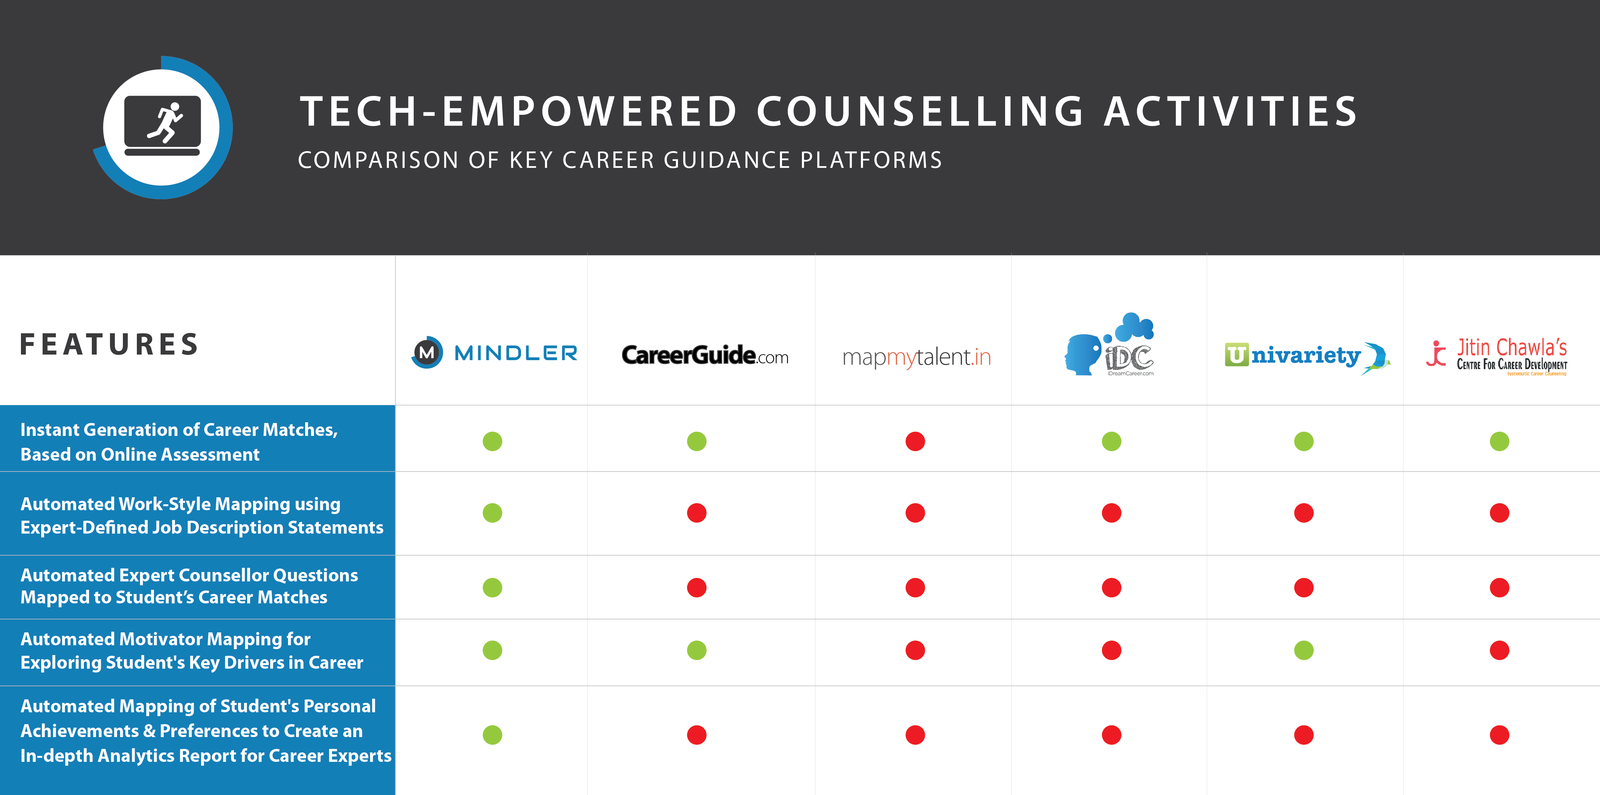 TECH-EMPOWERED COUNSELLING ACTIVITIES
COMPARISON OF KEY CAREER GUIDANCE PLATFORMS
FEATURES
M MINDLER
CareerGuide.com
mapmytalent.in
iDC
iDreamCareer.com
Univariety
Jitin Chawla's
CENTRE FOR CAREER DEVELOPMENT
Instant Generation of Career Matches,
Based on Online Assessment
Automated Work-Style Mapping using
Expert-Defined Job Description Statements
Automated Expert Counsellor Questions
Mapped to Student’s Career Matches
Automated Motivator Mapping for
Exploring Student's Key Drivers in Career
Automated Mapping of Student's Personal
Achievements & Preferences to Create an
In-depth Analytics Report for Career Experts